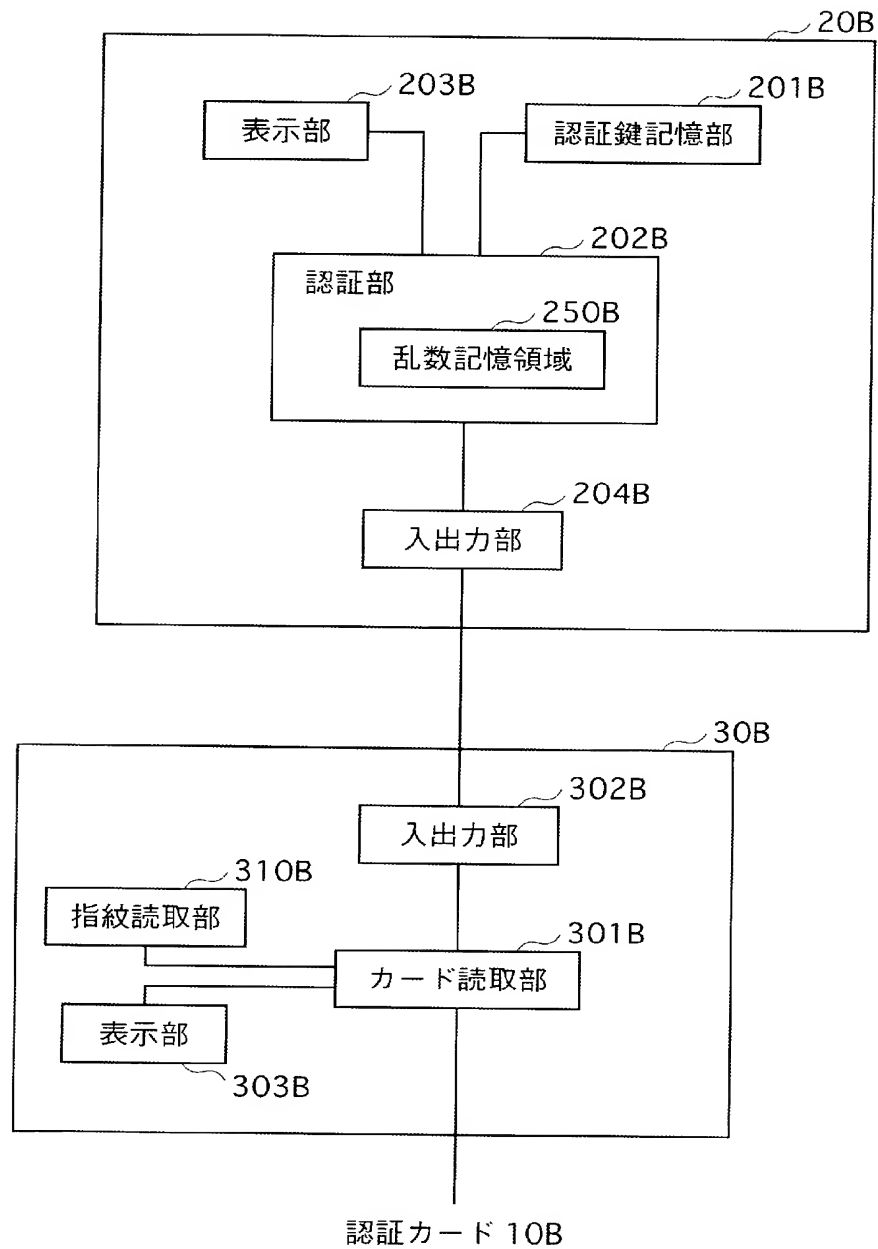 20B
203B
201B
表示部
認証鍵記憶部
202B
認証部
250B
乱数記憶領域
204B
入出力部
30B
302B
入出力部
310B
指紋読取部
301B
カード読取部
表示部
303B
認証カード 10B